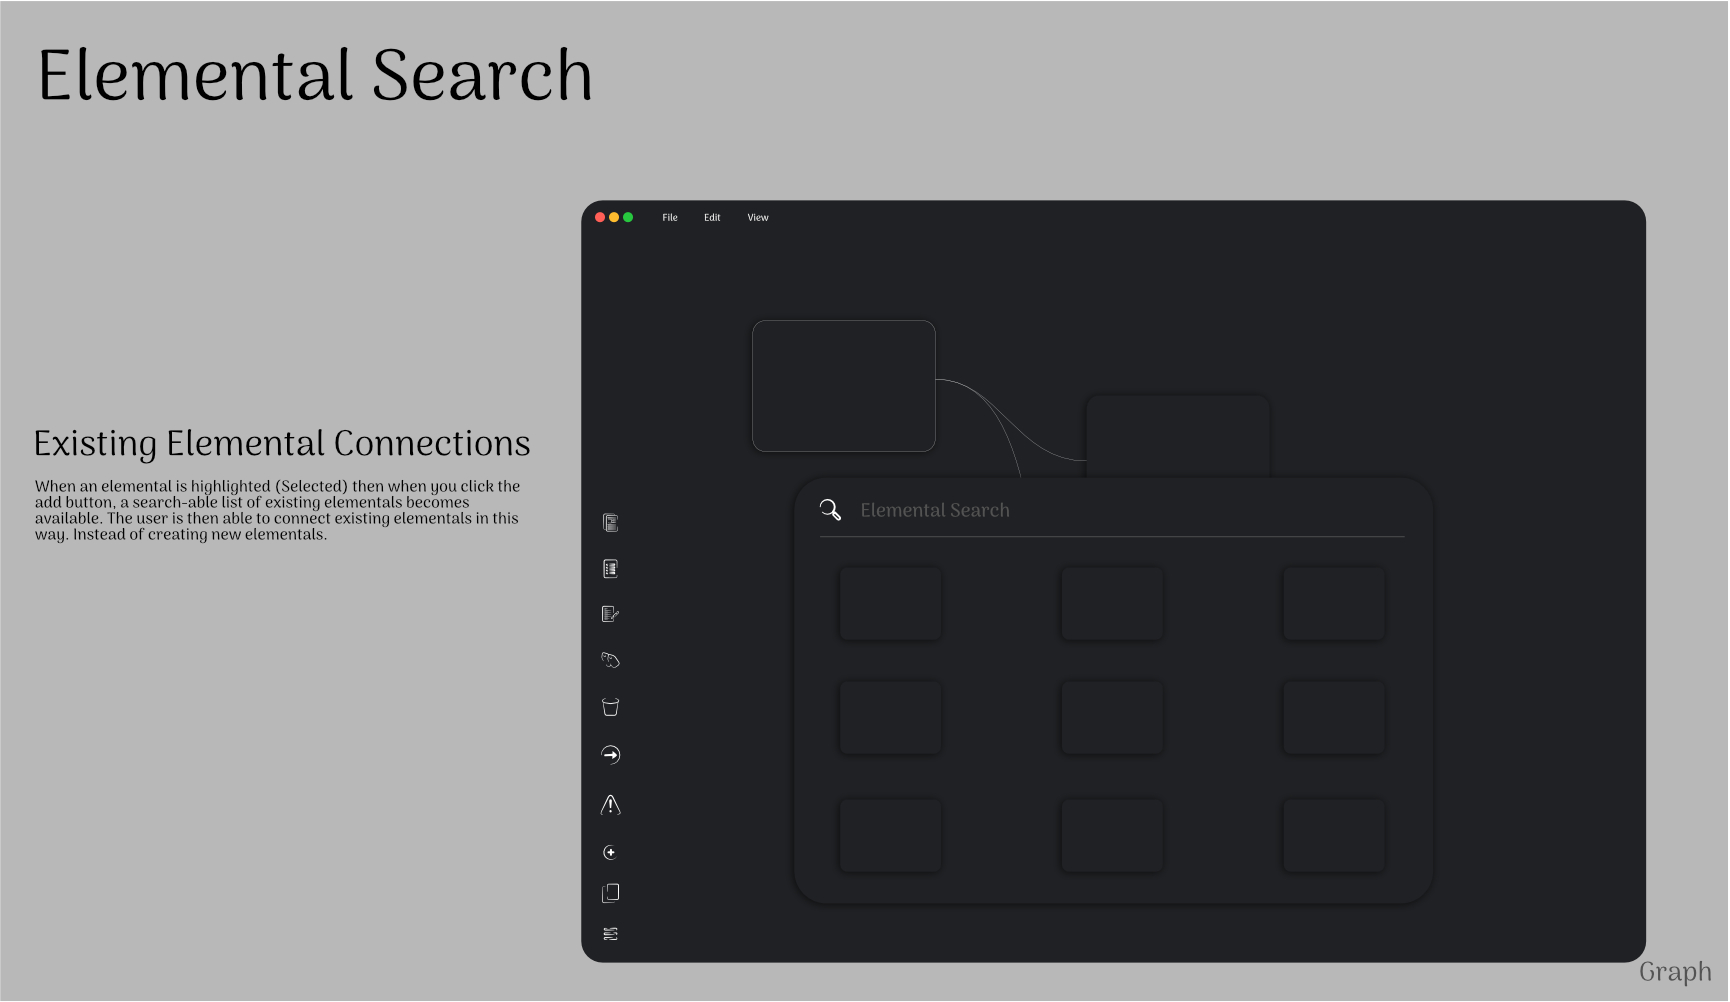 Elemental Search
File Edit View
Existing Elemental Connections
When an elemental is highlighted (Selected) then when you click the
add button, a search-able list of existing elementals becomes
available. The user is then able to connect existing elementals in this
way. Instead of creating new elementals.
Elemental Search
Graph